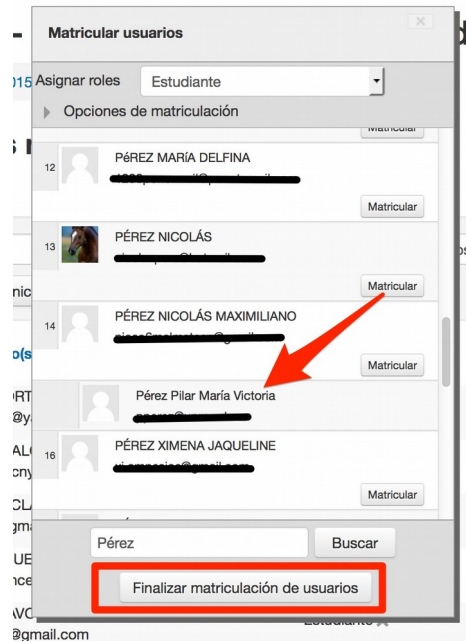 Matricular usuarios
Asignar roles Estudiante
Opciones de matriculación
Matricular
12 PéREZ MARíA DELFINA
Matricular
13 PÉREZ NICOLÁS
Matricular
14 PÉREZ NICOLÁS MAXIMILIANO
Matricular
Pérez Pilar María Victoria
16 PÉREZ XIMENA JAQUELINE
Matricular
Pérez Buscar
Finalizar matriculación de usuarios
Estudiante
@gmail.com